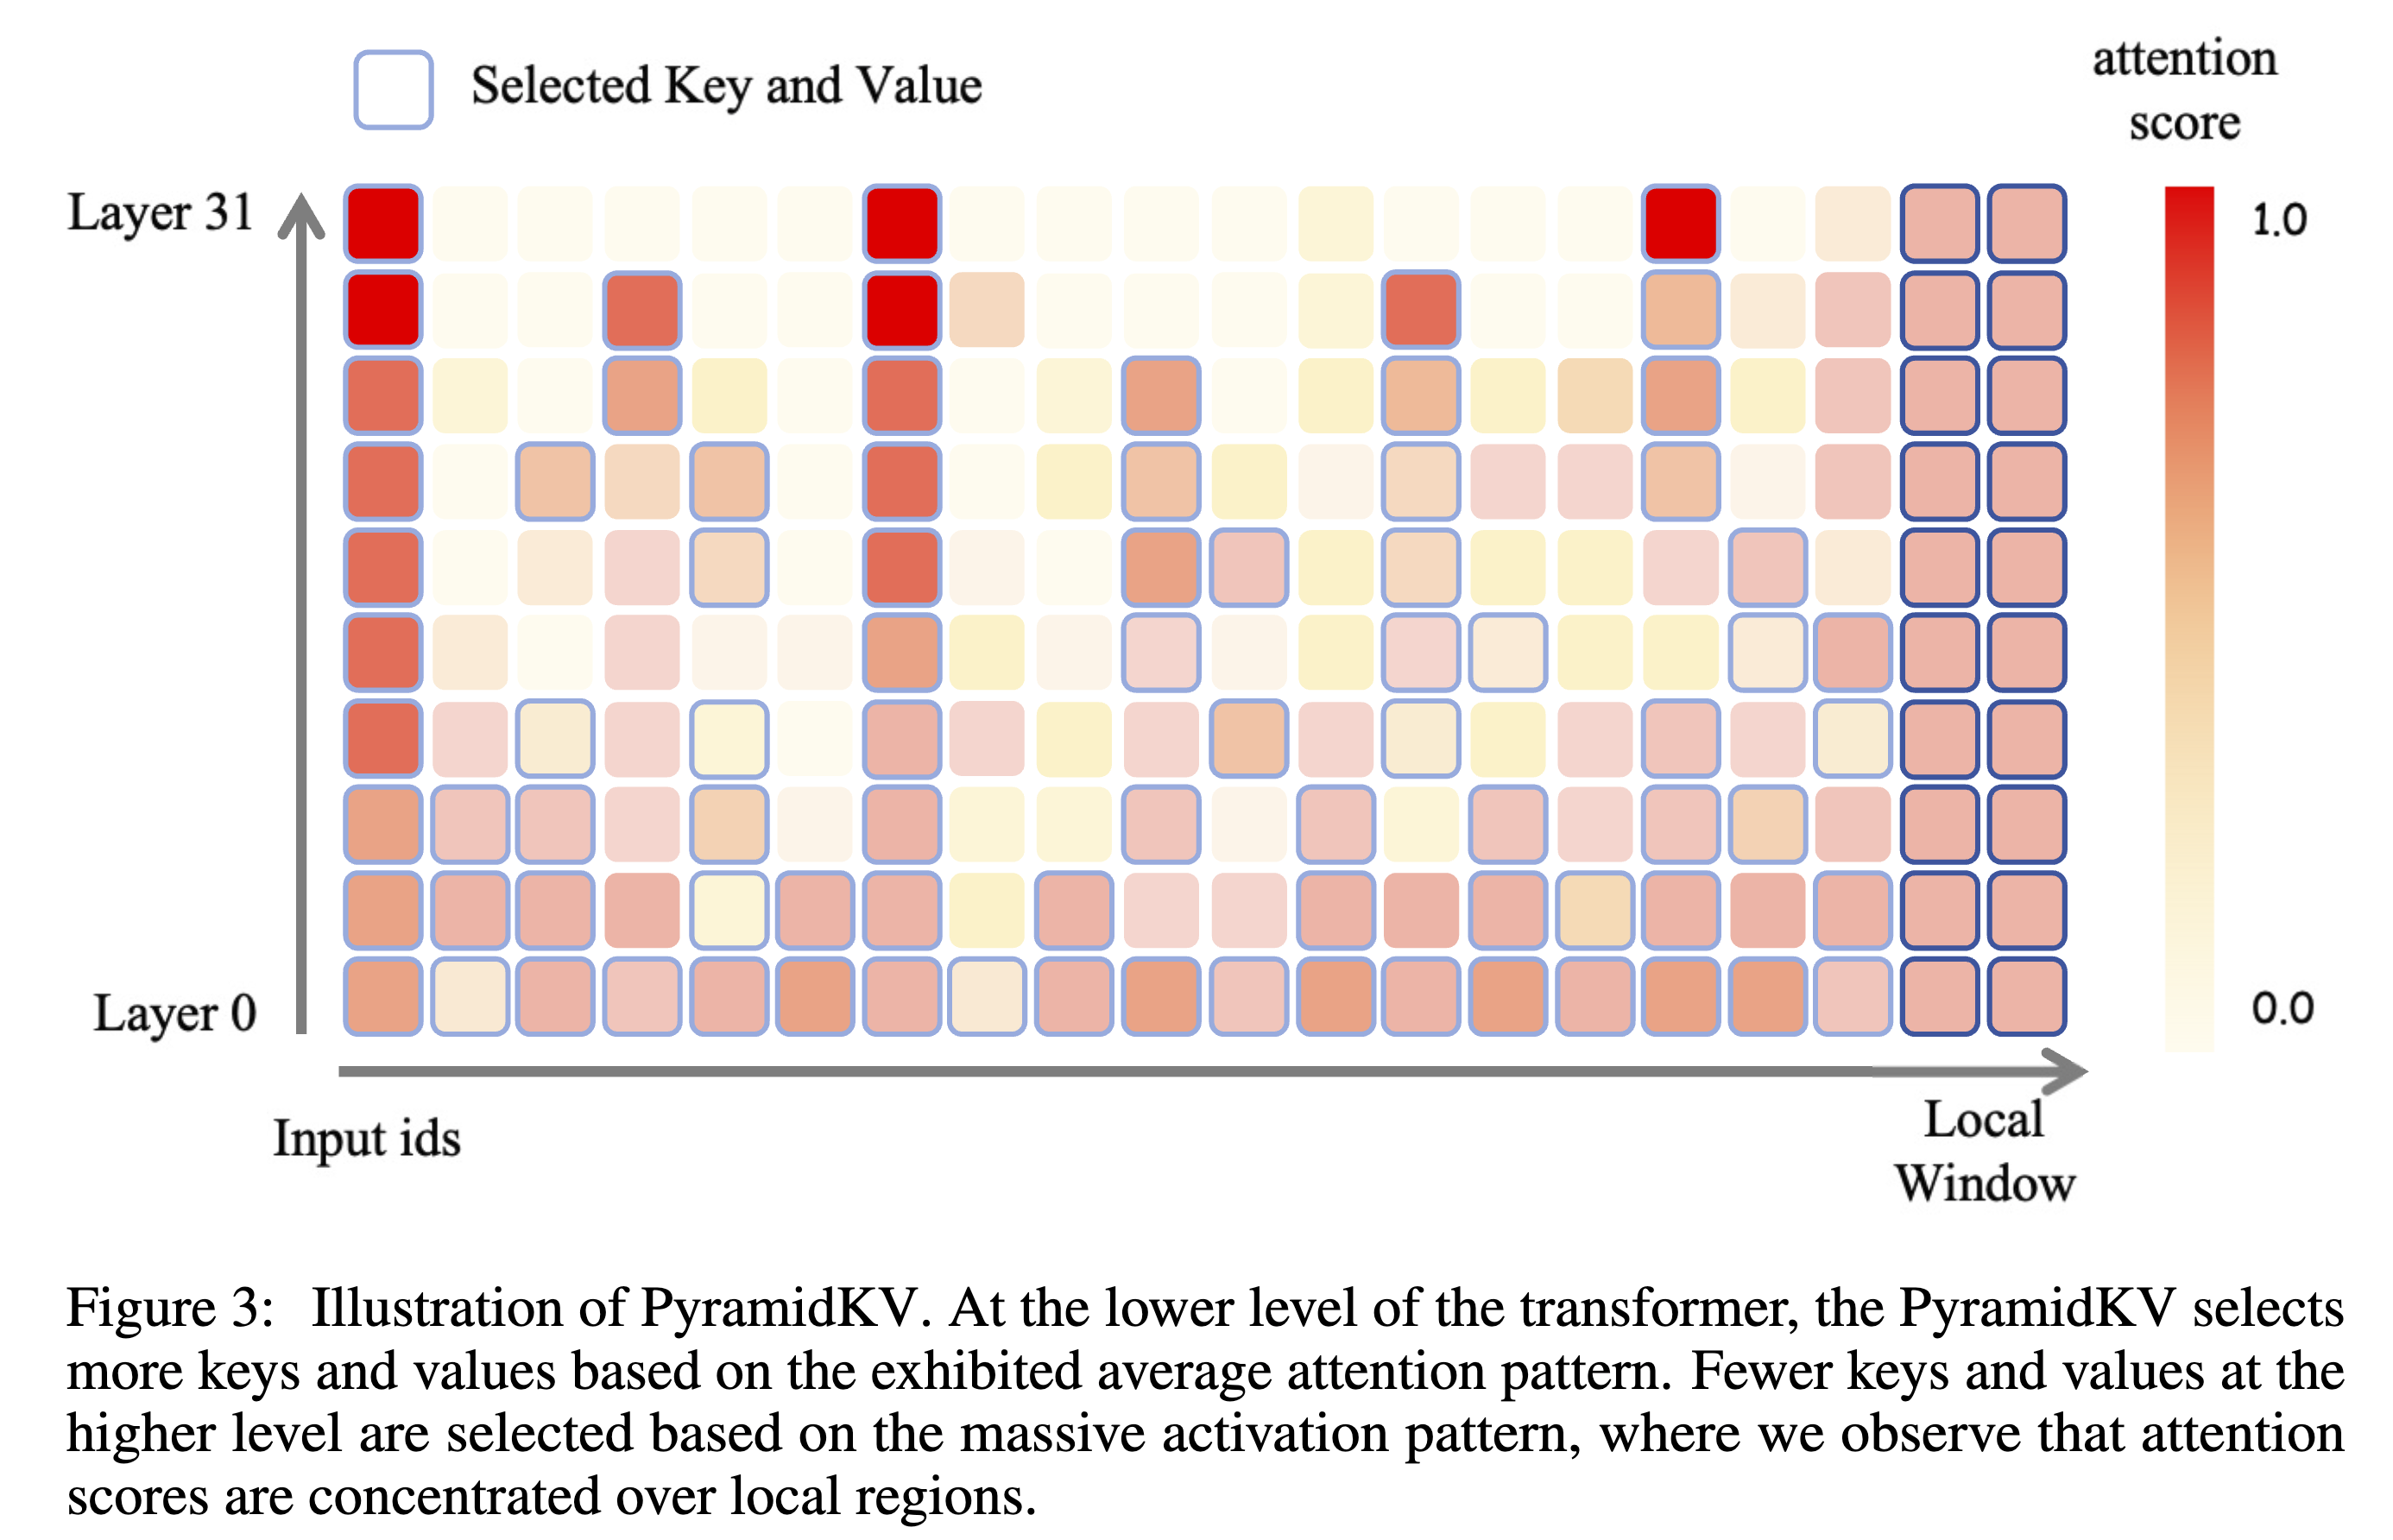 Selected Key and Value
attention
score
Layer 31
1.0
Layer 0
0.0
Input ids
Local
Window
Figure 3: Illustration of PyramidKV. At the lower level of the transformer, the PyramidKV selects
more keys and values based on the exhibited average attention pattern. Fewer keys and values at the
higher level are selected based on the massive activation pattern, where we observe that attention
scores are concentrated over local regions.